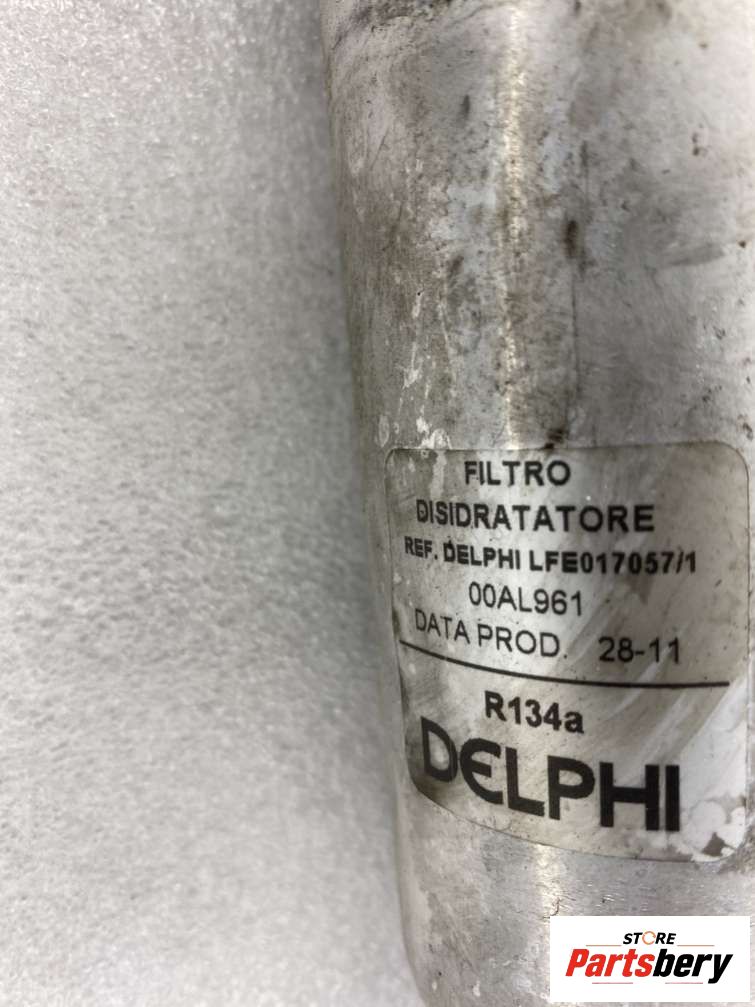 FILTRO
DISIDRATATORE
REF. DELPHI LFE017057/1
00AL961
DATA PROD. 28-11
R134a
DELPHI
STORE
Partsbery